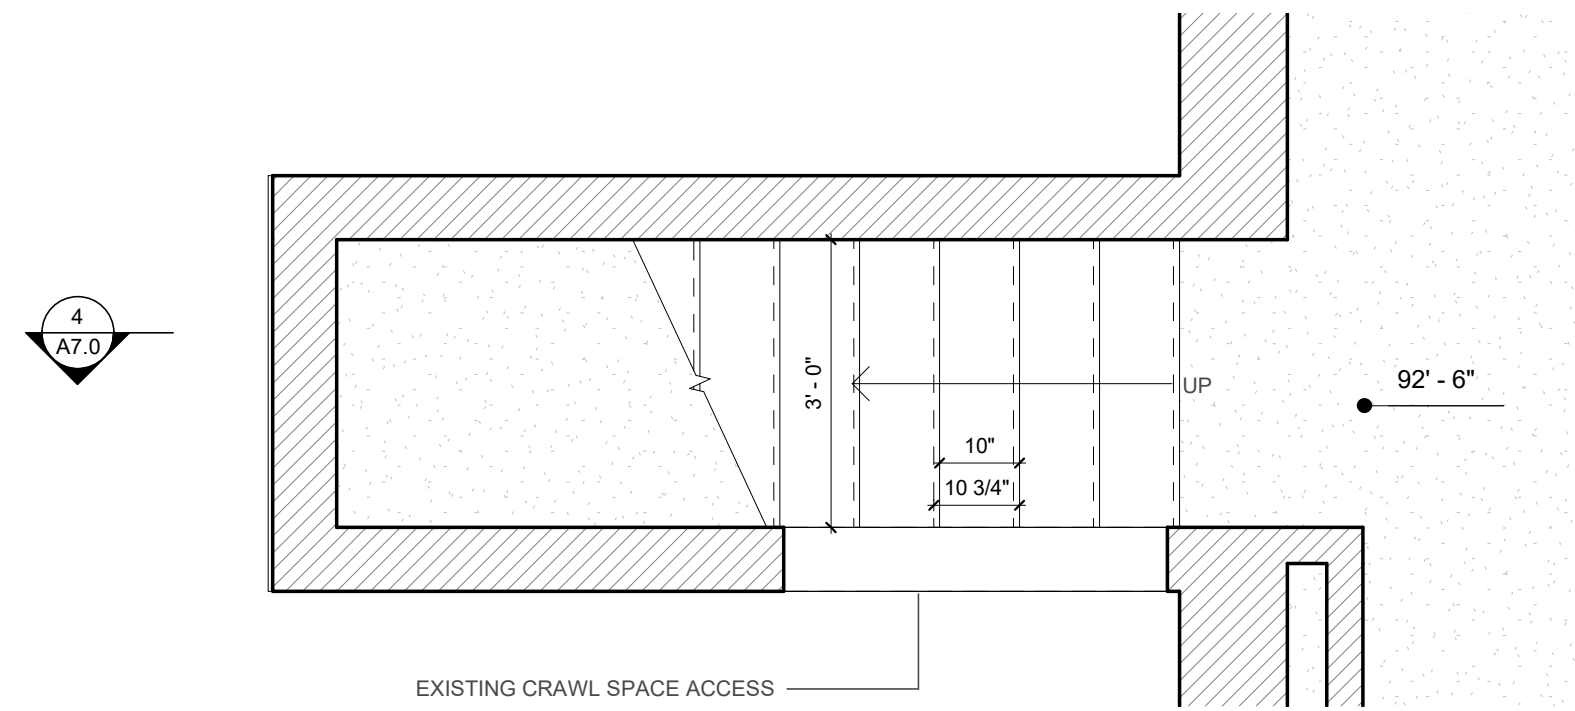 4
A7.0
3' - 0"
UP
92' - 6"
10"
10 3/4"
EXISTING CRAWL SPACE ACCESS